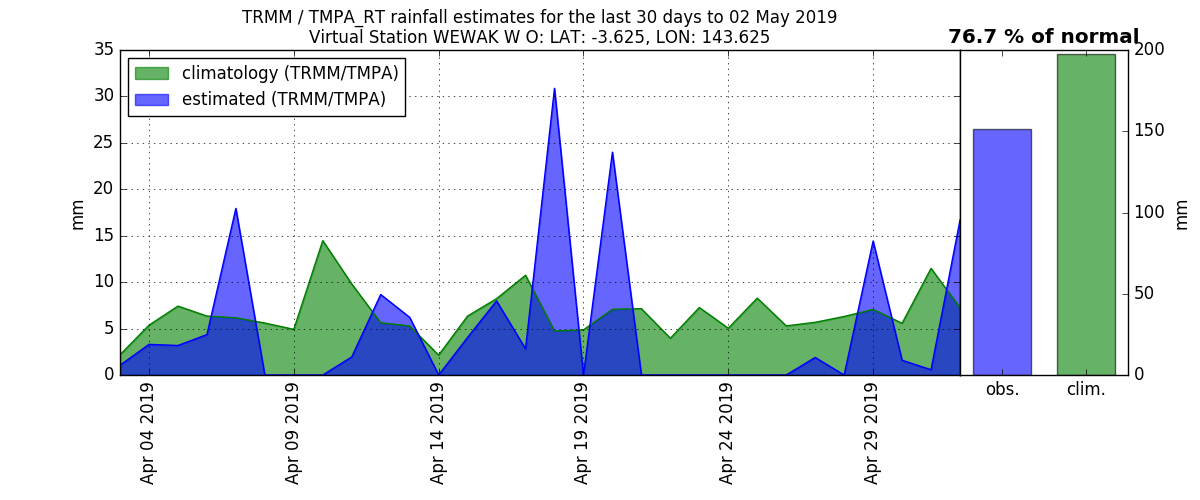 TRMM / TMPA_RT rainfall estimates for the last 30 days to 02 May 2019
Virtual Station WEWAK W O: LAT: -3.625, LON: 143.625
76.7 % of normal
climatology (TRMM/TMPA)
estimated (TRMM/TMPA)
35
30
25
20
15
10
5
0
mm
Apr 04 2019
Apr 09 2019
Apr 14 2019
Apr 19 2019
Apr 24 2019
Apr 29 2019
obs.
clim.
200
150
100
50
0
mm